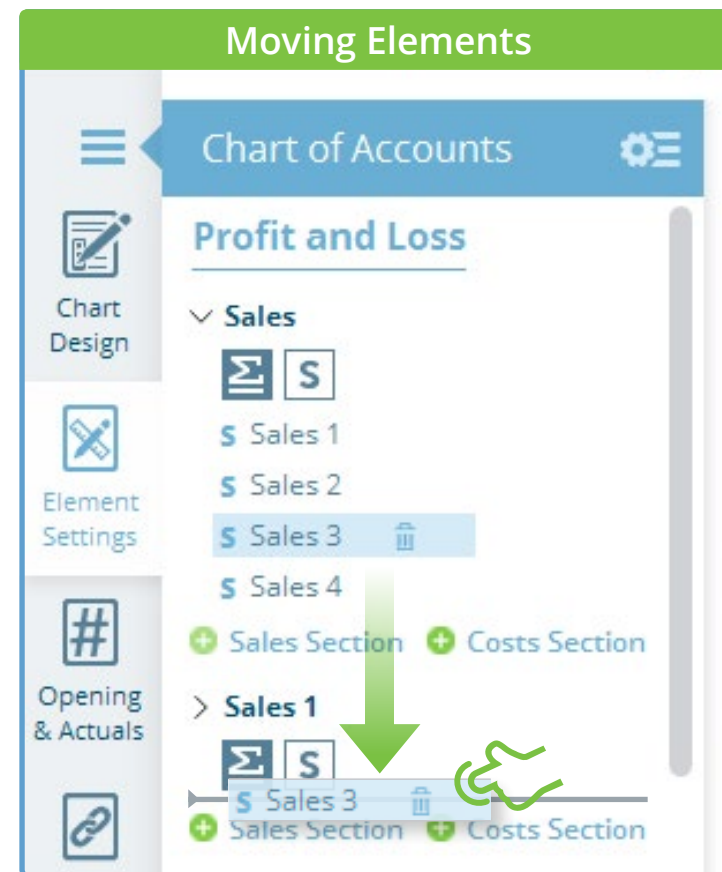 Moving Elements
Chart of Accounts
Profit and Loss
Chart
Design
Sales
Σ S
S Sales 1
S Sales 2
Element
Settings
S Sales 3
S Sales 4
Sales Section Costs Section
#
Opening
& Actuals
Sales 1
Σ S
S Sales 3
Sales Section Costs Section